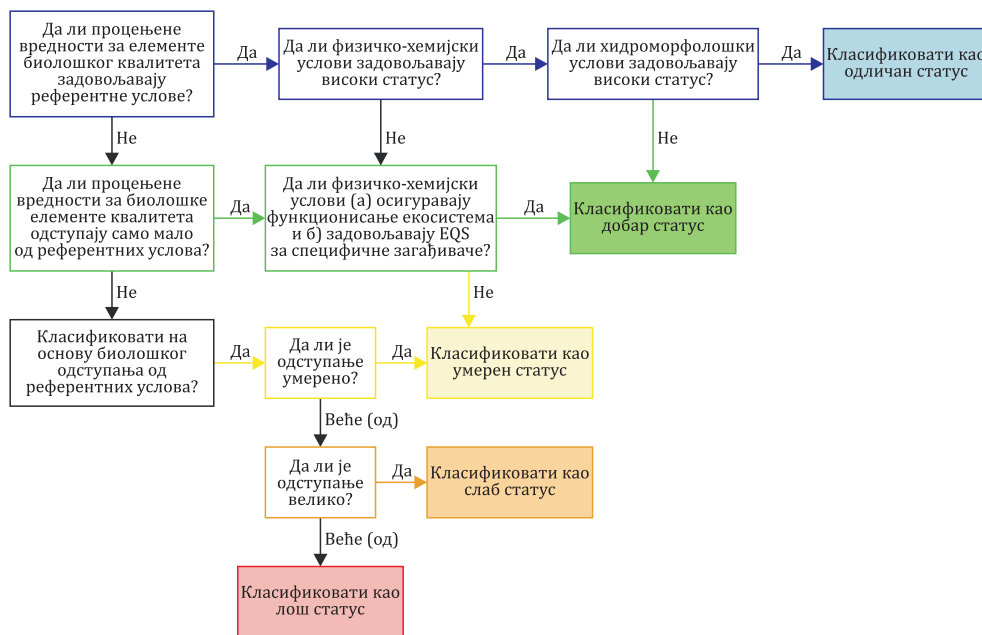 Да ли процењене
вредности за елементе
биолошког квалитета
задовољавају
референтне услове?
Да
Да ли физичко-хемијски
услови задовољавају
високи статус?
Да
Да ли хидроморфолошки
услови задовољавају
високи статус?
Да
Класификовати као
одличан статус
Не
Не
Не
Да ли процењене
вредности за биолошке
елементе квалитета
одступају само мало
од референтних услова?
Да
Да ли физичко-хемијски
услови (а) осигуравају
функционисање екосистема
и б) задовољавају EQS
за специфичне загађиваче?
Да
Класификовати као
добар статус
Не
Не
Класификовати на
основу биолошког
одступања од
референтних услова?
Да
Да ли је
одступање
умерено?
Да
Класификовати као
умерен статус
Веће (од)
Да ли је
одступање
велико?
Да
Класификовати као
слаб статус
Веће (од)
Класификовати као
лош статус